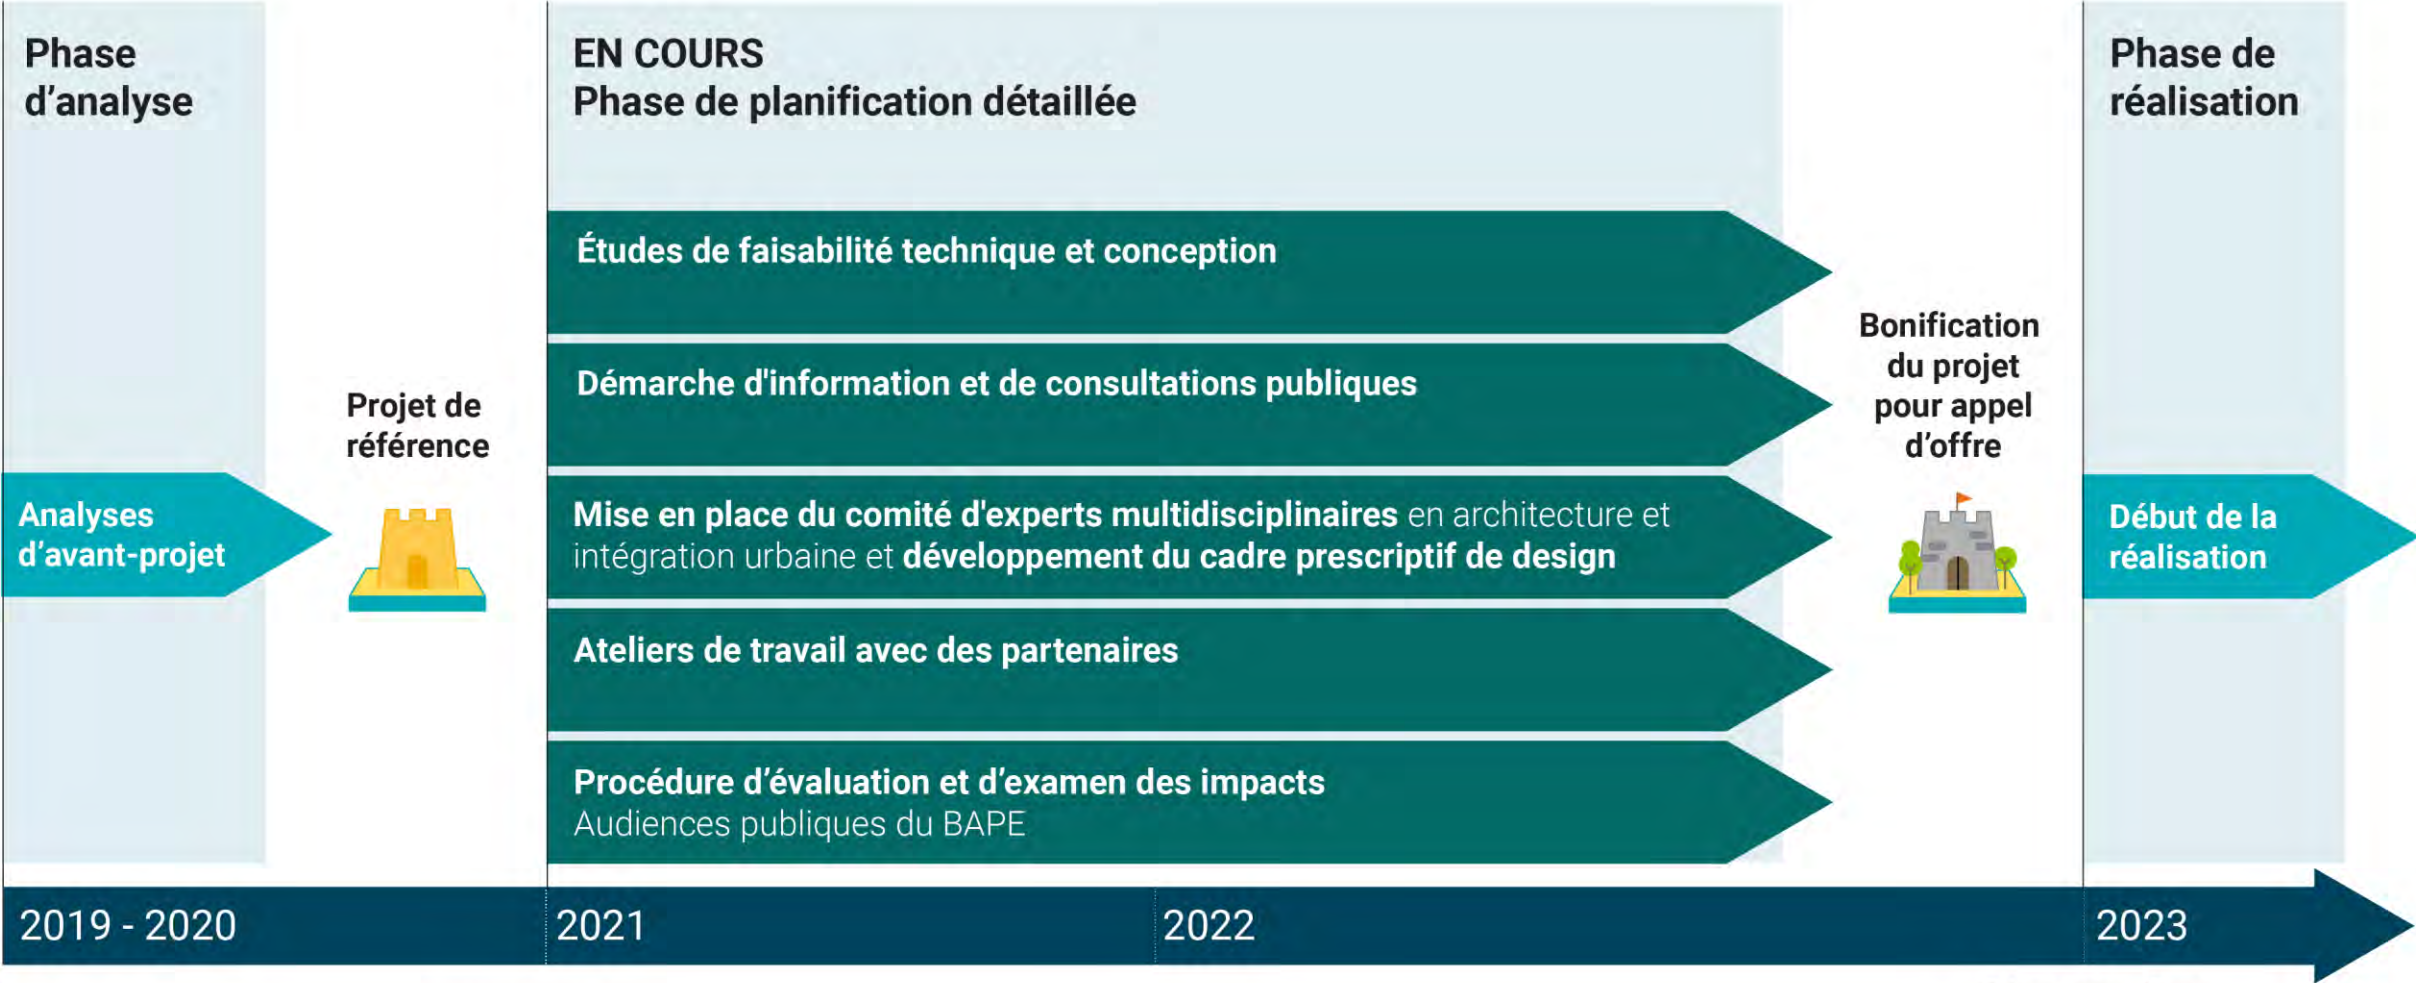 Phase
d'analyse
Analyses
d'avant-projet
Projet de
référence
EN COURS
Phase de planification détaillée
Études de faisabilité technique et conception
Démarche d'information et de consultations publiques
Mise en place du comité d'experts multidisciplinaires en architecture et
intégration urbaine et développement du cadre prescriptif de design
Ateliers de travail avec des partenaires
Procédure d'évaluation et d'examen des impacts
Audiences publiques du BAPE
Bonification
du projet
pour appel
d'offre
Phase de
réalisation
Début de la
réalisation
2019 - 2020
2021
2022
2023